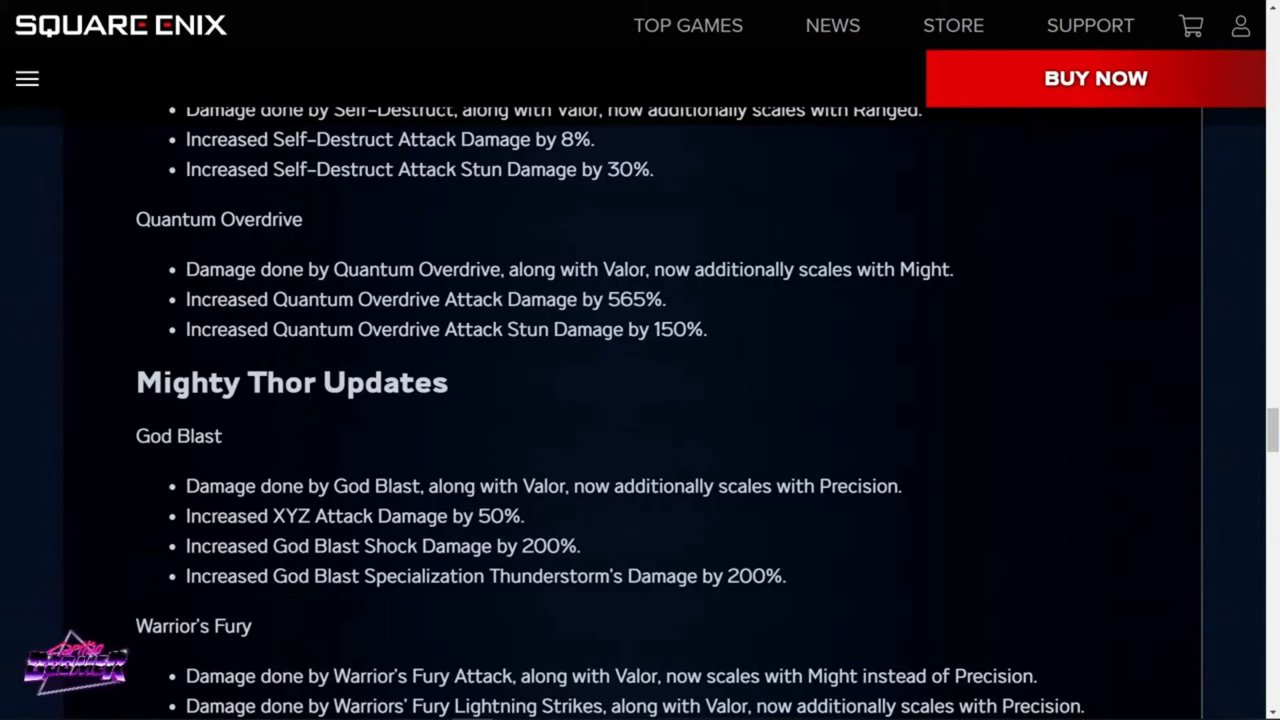 SQUARE ENIX
TOP GAMES NEWS STORE SUPPORT
BUY NOW
Damage done by Self-Destruct, along with Valor, now additionally scales with Ranged.
• Increased Self-Destruct Attack Damage by 8%.
• Increased Self-Destruct Attack Stun Damage by 30%.
Quantum Overdrive
• Damage done by Quantum Overdrive, along with Valor, now additionally scales with Might.
• Increased Quantum Overdrive Attack Damage by 565%.
• Increased Quantum Overdrive Attack Stun Damage by 150%.
Mighty Thor Updates
God Blast
• Damage done by God Blast, along with Valor, now additionally scales with Precision.
• Increased XYZ Attack Damage by 50%.
• Increased God Blast Shock Damage by 200%.
• Increased God Blast Specialization Thunderstorm's Damage by 200%.
Warrior's Fury
• Damage done by Warrior's Fury Attack, along with Valor, now scales with Might instead of Precision.
• Damage done by Warriors' Fury Lightning Strikes, along with Valor, now additionally scales with Precision.